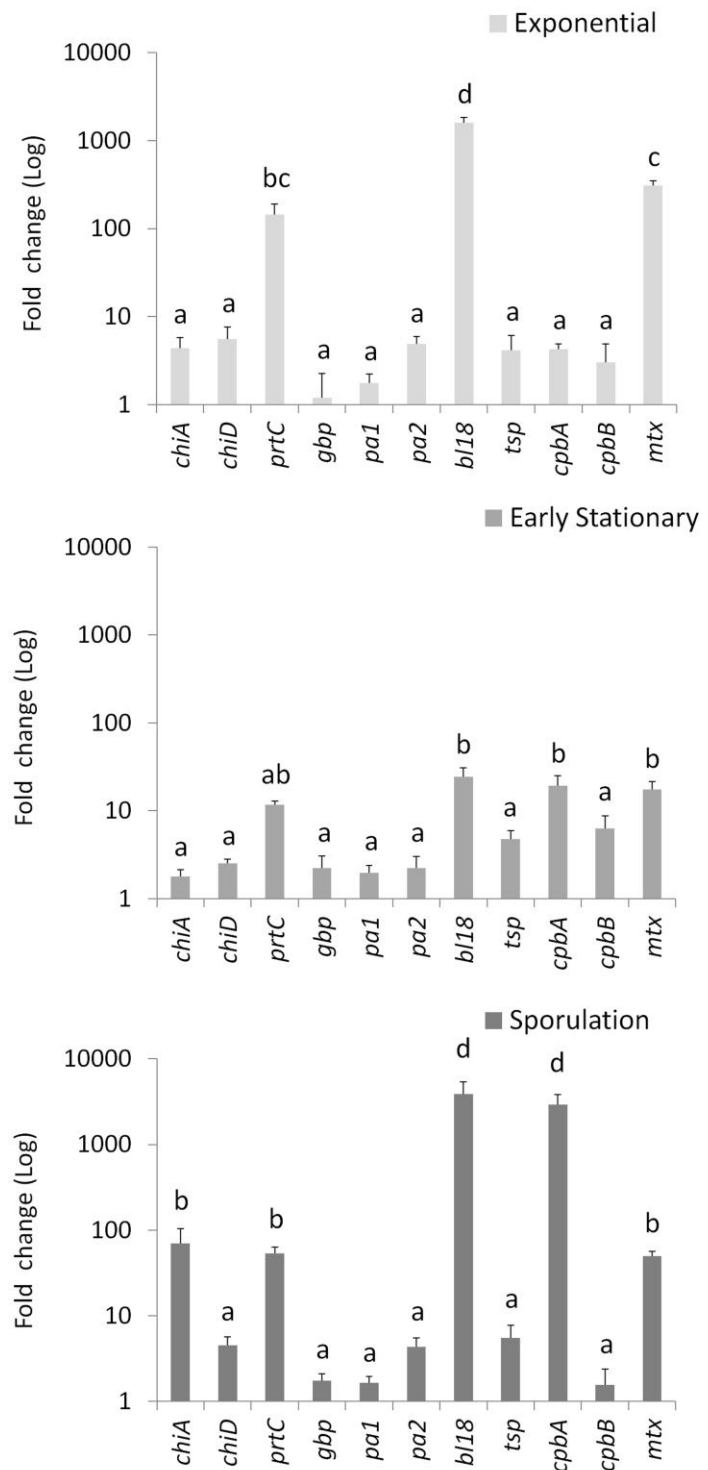 Exponential
Fold change (Log)
10000
1000
100
10
1
a a bc a a a d a a a c
chiA chiD prtC gbp pa1 pa2 bl18 tsp cpbA cpbB mtx
Early Stationary
Fold change (Log)
10000
1000
100
10
1
a a ab a a a b a b a b
chiA chiD prtC gbp pa1 pa2 bl18 tsp cpbA cpbB mtx
Sporulation
Fold change (Log)
10000
1000
100
10
1
b a b a a a d a d a b
chiA chiD prtC gbp pa1 pa2 bl18 tsp cpbA cpbB mtx